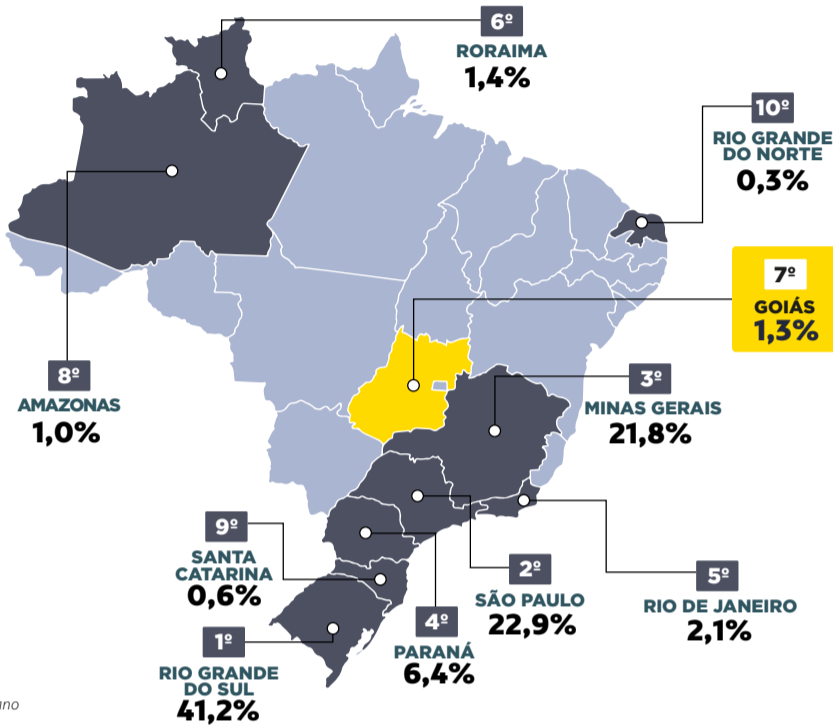 6º
RORAIMA
1,4%
10º
RIO GRANDE
DO NORTE
0,3%
7º
GOIÁS
1,3%
8º
AMAZONAS
1,0%
3º
MINAS GERAIS
21,8%
9º
SANTA
CATARINA
0,6%
2º
SÃO PAULO
22,9%
5º
RIO DE JANEIRO
2,1%
4º
PARANÁ
6,4%
1º
RIO GRANDE
DO SUL
41,2%